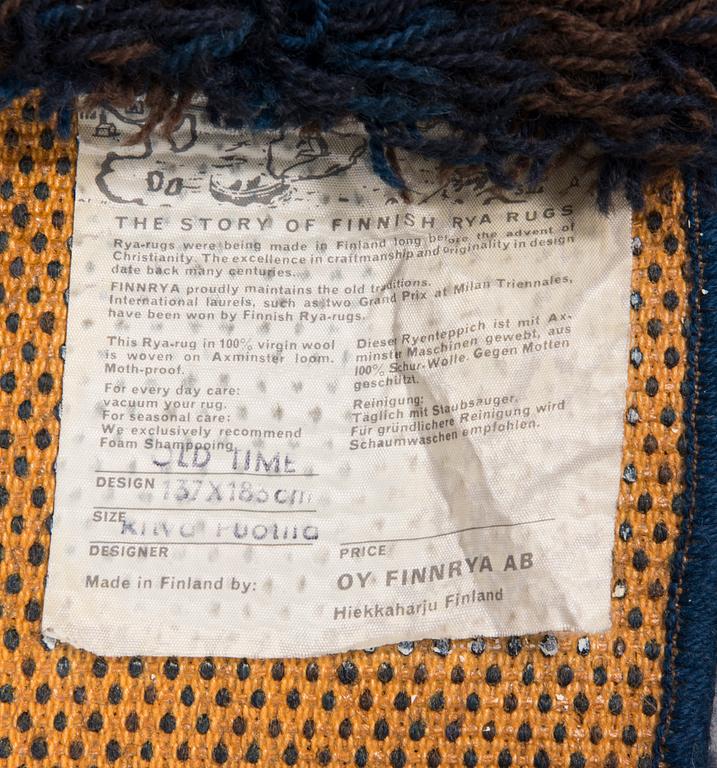 THE STORY OF FINNISH RYA RUGS
Rya-rugs were being made in Finland long before the advent of
Christianity. The excellence in craftmanship and originality in design
date back many centuries.
FINNRYA proudly maintains the old traditions.
International laurels, such as two Grand Prix at Milan Triennales,
have been won by Finnish Rya-rugs.
This Rya-rug in 100% virgin wool
is woven on Axminster loom.
Moth-proof.
For every day care:
vacuum your rug.
For seasonal care:
We exclusively recommend
Foam Shampooing.
Dieser Ryenteppich ist mit Ax-
minster Maschinen gewebt, aus
100% Schur-Wolle. Gegen Motten
geschützt.
Reinigung:
Täglich mit Staubsauger.
Für gründlichere Reinigung wird
Schaumwaschen empfohlen.
OLD TIME
DESIGN 137X183cm
SIZE Ritva Puotila
DESIGNER
PRICE
Made in Finland by:
OY FINNRYA AB
Hiekkaharju Finland